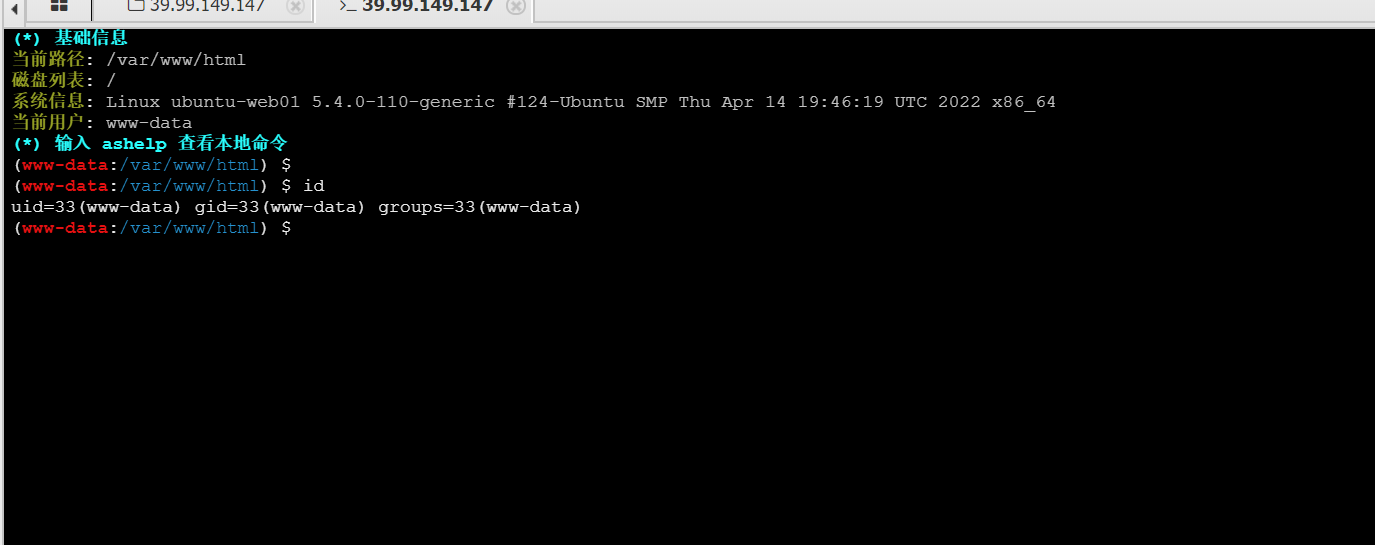 39.99.149.147 >_ 39.99.149.147
(*) 基础信息
当前路径: /var/www/html
磁盘列表: /
系统信息: Linux ubuntu-web01 5.4.0-110-generic #124-Ubuntu SMP Thu Apr 14 19:46:19 UTC 2022 x86_64
当前用户: www-data
(*) 输入 ashelp 查看本地命令
(www-data:/var/www/html) $
(www-data:/var/www/html) $ id
uid=33(www-data) gid=33(www-data) groups=33(www-data)
(www-data:/var/www/html) $